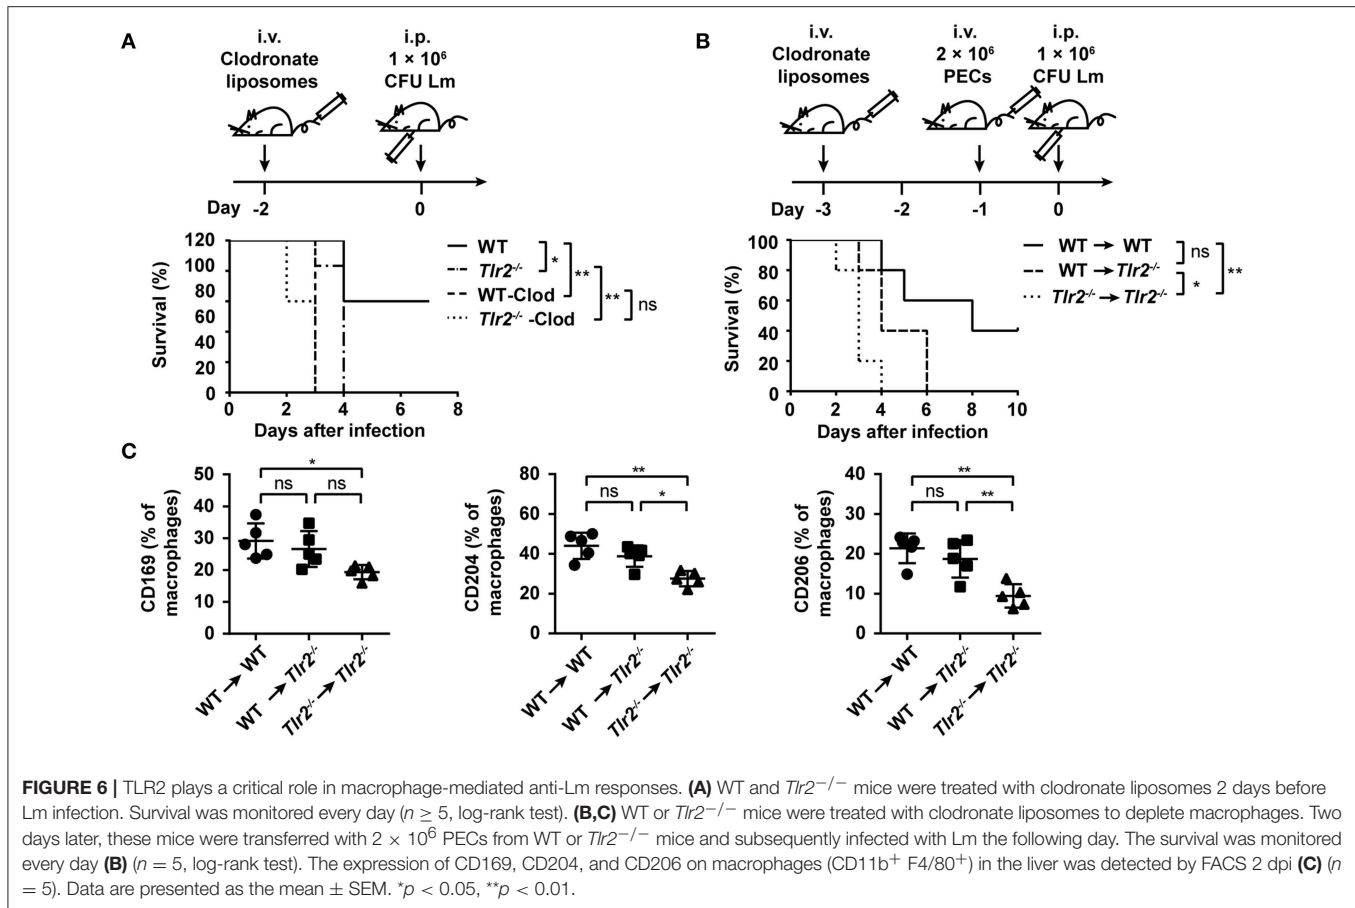 A
i.v.
Clodronate
liposomes
i.p.
1 × 10⁶
CFU Lm
Day
-2
0
Survival (%)
120
100
80
60
40
20
0
0
2
4
6
8
Days after infection
WT
Tlr2-/-
WT-Clod
Tlr2-/- -Clod
*
**
**
ns
B
i.v.
Clodronate
liposomes
i.v.
2 × 10⁶
PECs
i.p.
1 × 10⁶
CFU Lm
Day
-3
-2
-1
0
Survival (%)
100
80
60
40
20
0
0
2
4
6
8
10
Days after infection
WT → WT
WT → Tlr2-/-
Tlr2-/- → Tlr2-/-
ns
*
**
C
CD169 (% of
macrophages)
50
40
30
20
10
0
*
ns
ns
WT → WT
WT → Tlr2-/-
Tlr2-/- → Tlr2-/-
CD204 (% of
macrophages)
80
60
40
20
0
**
ns
*
WT → WT
WT → Tlr2-/-
Tlr2-/- → Tlr2-/-
CD206 (% of
macrophages)
40
30
20
10
0
**
ns
**
WT → WT
WT → Tlr2-/-
Tlr2-/- → Tlr2-/-
FIGURE 6 | TLR2 plays a critical role in macrophage-mediated anti-Lm responses. (A) WT and Tlr2−/− mice were treated with clodronate liposomes 2 days before
Lm infection. Survival was monitored every day (n ≥ 5, log-rank test). (B,C) WT or Tlr2−/− mice were treated with clodronate liposomes to deplete macrophages. Two
days later, these mice were transferred with 2 × 10⁶ PECs from WT or Tlr2−/− mice and subsequently infected with Lm the following day. The survival was monitored
every day (B) (n = 5, log-rank test). The expression of CD169, CD204, and CD206 on macrophages (CD11b+ F4/80+) in the liver was detected by FACS 2 dpi (C) (n
= 5). Data are presented as the mean ± SEM. *p < 0.05, **p < 0.01.